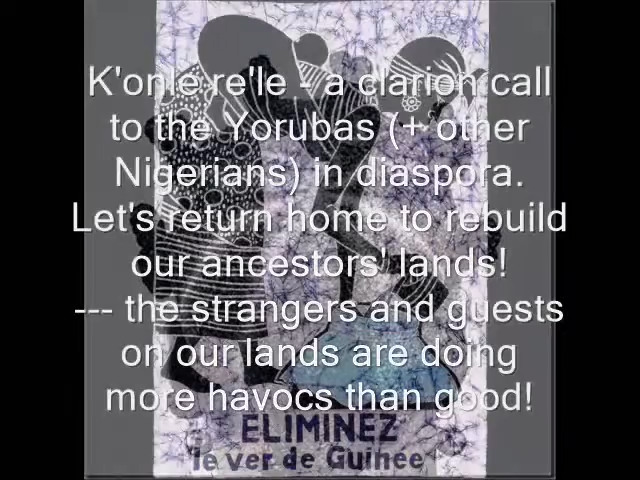 K'onle re'le - a clarion call
to the Yorubas (+ other
Nigerians) in diaspora.
Let's return home to rebuild
our ancestors' lands!
--- the strangers and guests
on our lands are doing
more havocs than good!
ELIMINEZ
le ver de Guinee